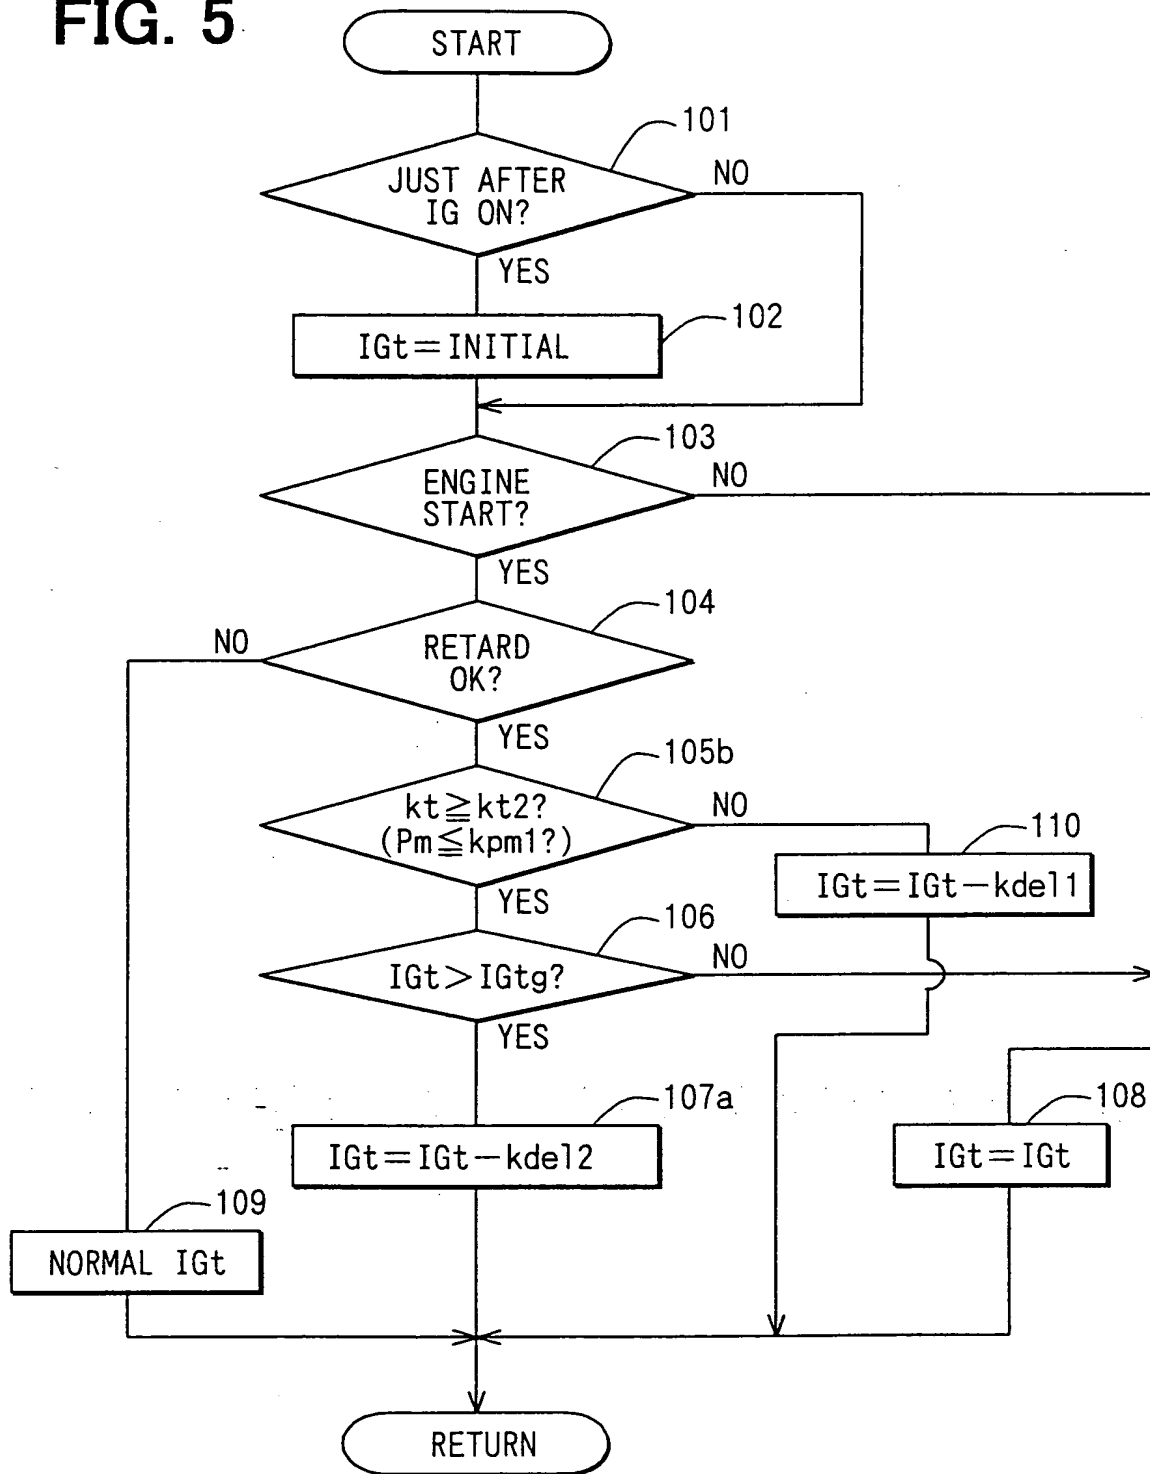 FIG. 5
START
101
JUST AFTER
IG ON?
NO
YES
102
IGt=INITIAL
103
ENGINE
START?
NO
YES
104
NO
RETARD
OK?
YES
105b
kt≧kt2?
(Pm≦kpm1?)
NO
YES
110
IGt=IGt-kdel1
106
IGt>IGtg?
NO
YES
107a
IGt=IGt-kdel2
108
IGt=IGt
109
NORMAL IGt
RETURN